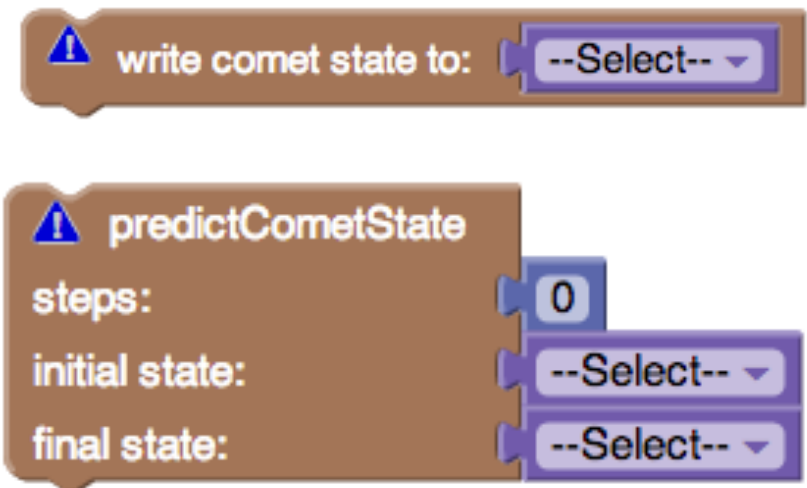 write comet state to: --Select--
predictCometState
steps: 0
initial state: --Select--
final state: --Select--